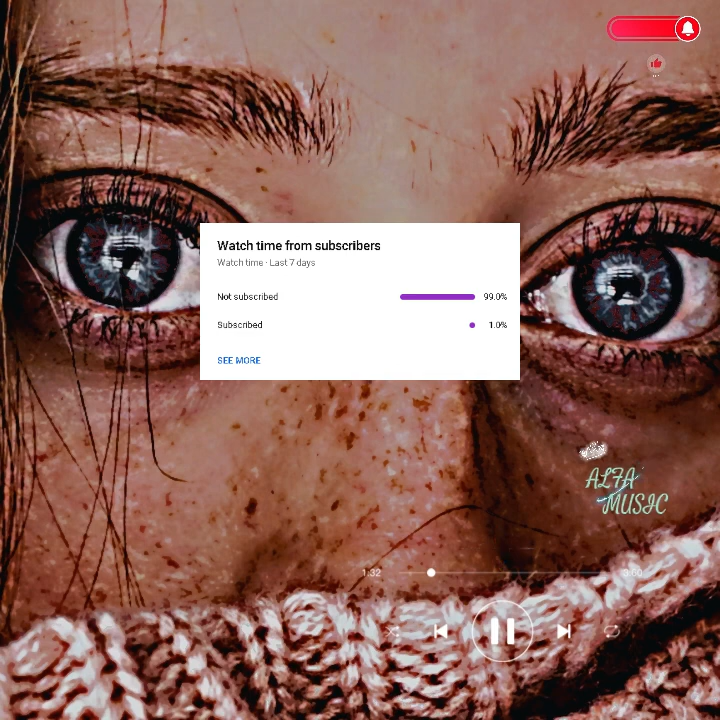 Watch time from subscribers
Watch time · Last 7 days
Not subscribed 99.0%
Subscribed 1.0%
SEE MORE
ALFA
MUSIC
1:32 3:60